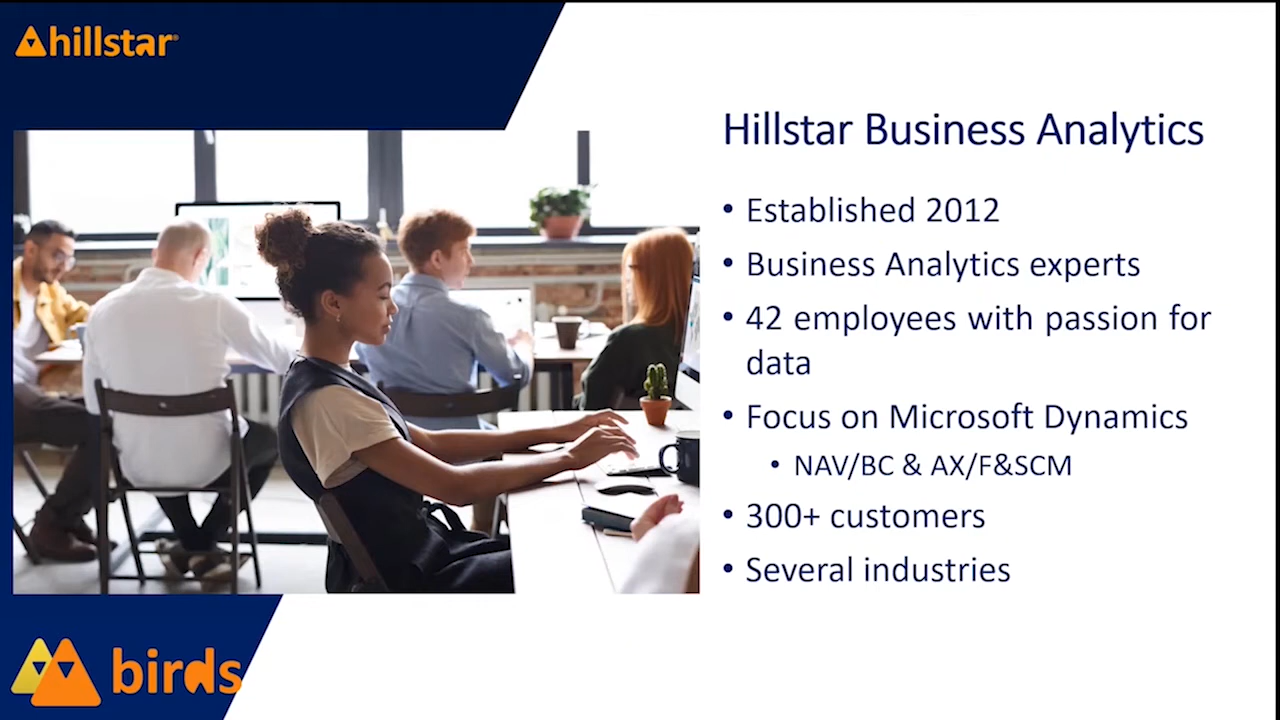 hillstar®
Hillstar Business Analytics
• Established 2012
• Business Analytics experts
• 42 employees with passion for
data
• Focus on Microsoft Dynamics
• NAV/BC & AX/F&SCM
• 300+ customers
• Several industries
birds